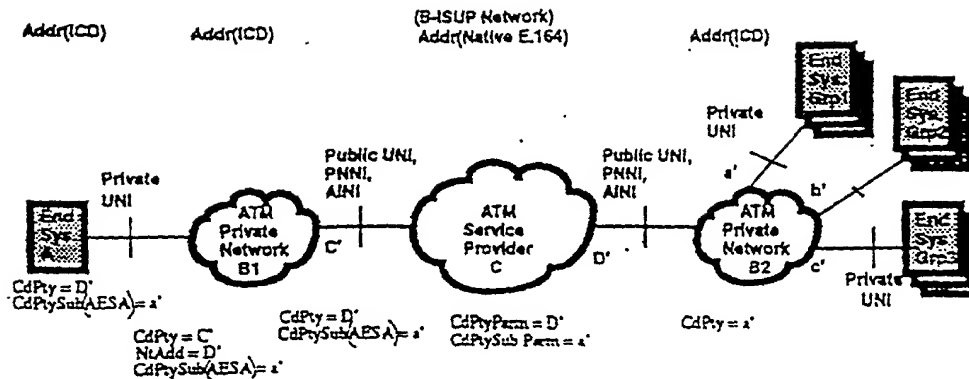 (B-ISUP Network)
Addr(ICD)
Addr(ICD)
Addr(Native E.164)
Addr(ICD)
End
Sys
Grp1
End
Sys
Grp2
Private
UNI
Private
UNI
Public UNI,
PNNI,
AINI
Public UNI,
PNNI,
AINI
a'
b'
End
Sys
A
ATM
Private
Network
B1
C'
ATM
Service
Provider
C
D'
ATM
Private
Network
B2
c'
End
Sys
Grp3
Private
UNI
CdPty = D'
CdPtySub(AESA) = a'
CdPty = C'
NtAdd = D'
CdPtySub(AESA) = a'
CdPty = D'
CdPtySub(AESA) = a'
CdPtyParm = D'
CdPtySub Parm = a'
CdPty = a'